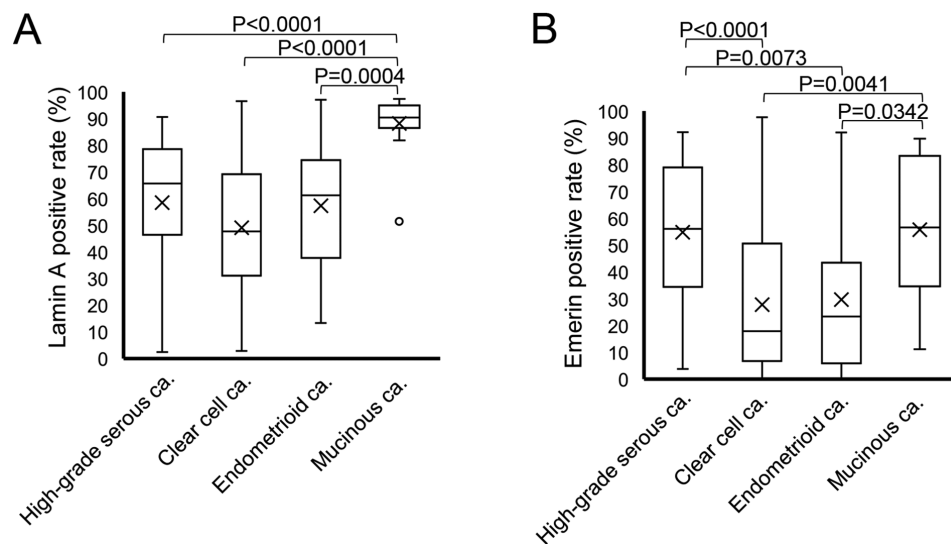 A
P<0.0001
P<0.0001
P=0.0004
Lamin A positive rate (%)
100
90
80
70
60
50
40
30
20
10
0
High-grade serous ca.
Clear cell ca.
Endometrioid ca.
Mucinous ca.
B
P<0.0001
P=0.0073
P=0.0041
P=0.0342
Emerin positive rate (%)
100
90
80
70
60
50
40
30
20
10
0
High-grade serous ca.
Clear cell ca.
Endometrioid ca.
Mucinous ca.